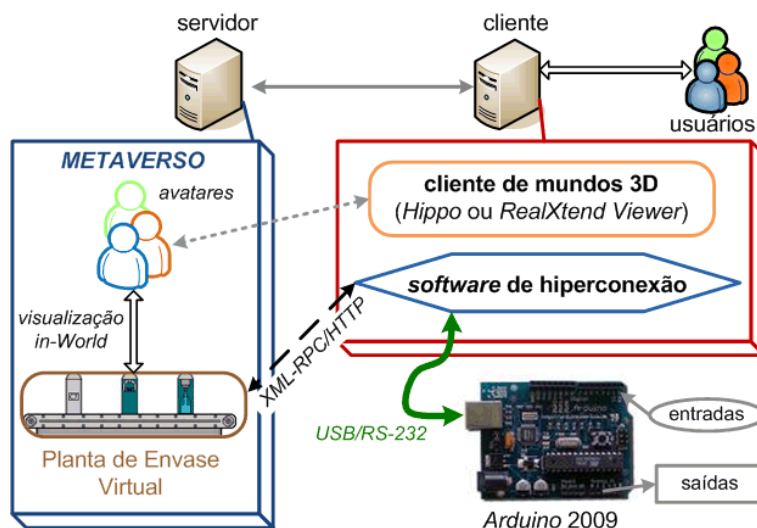 servidor
cliente
usuários
METAVERSO
avatares
cliente de mundos 3D
(Hippo ou RealXtend Viewer)
software de hiperconexão
visualização
in-World
XML-RPC/HTTP
USB/RS-232
entradas
saídas
Planta de Envase
Virtual
Arduino 2009